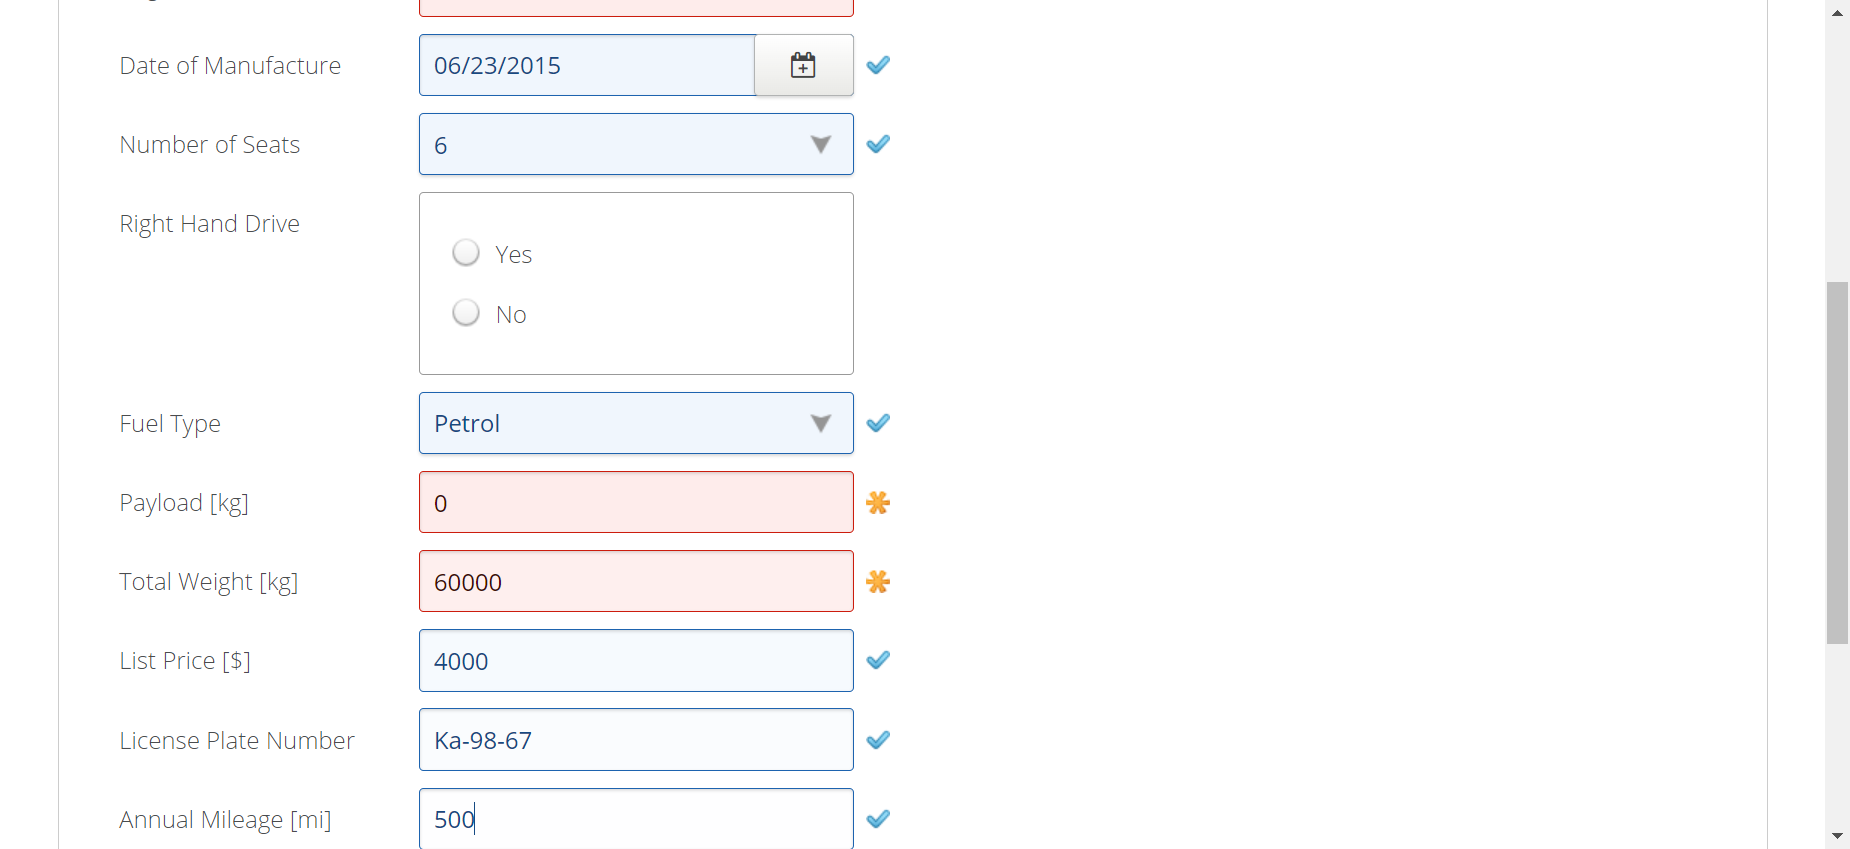 Date of Manufacture 06/23/2015
Number of Seats 6
Right Hand Drive
Yes
No
Fuel Type Petrol
Payload [kg] 0
Total Weight [kg] 60000
List Price [$] 4000
License Plate Number Ka-98-67
Annual Mileage [mi] 500